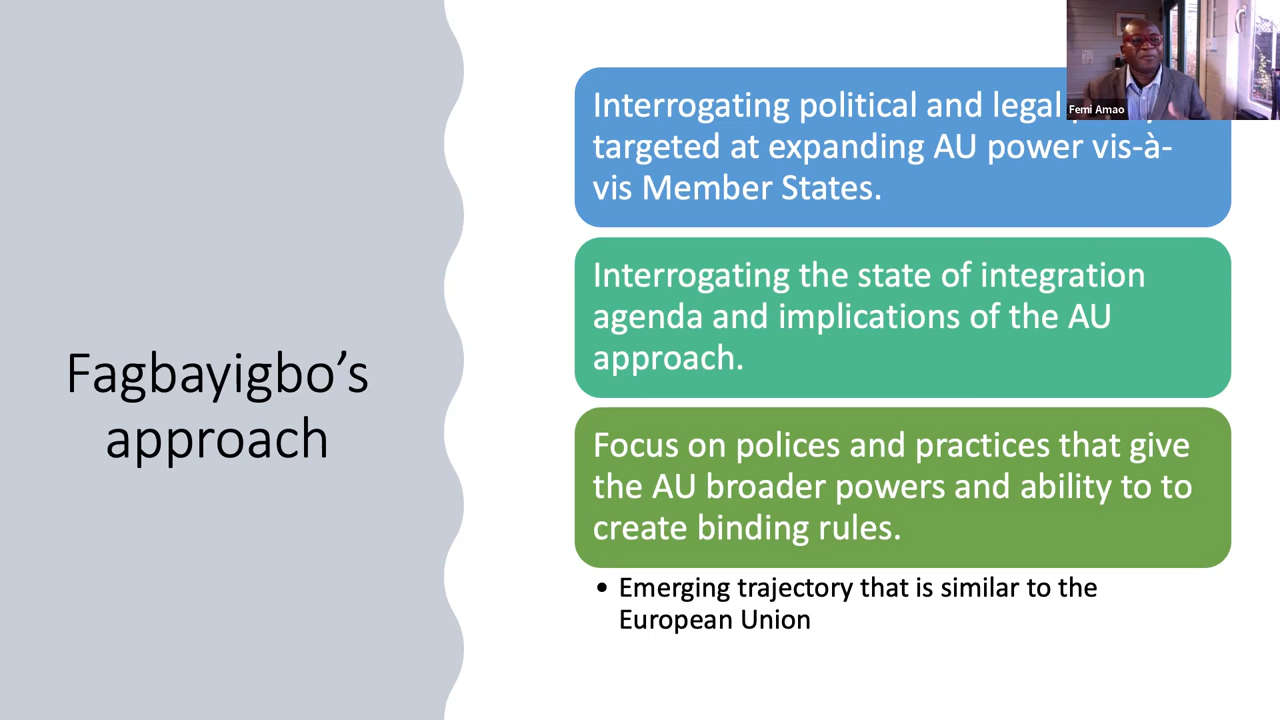 Fagbayigbo’s
approach
Interrogating political and legal
targeted at expanding AU power vis-à-
vis Member States.
Interrogating the state of integration
agenda and implications of the AU
approach.
Focus on polices and practices that give
the AU broader powers and ability to to
create binding rules.
• Emerging trajectory that is similar to the
European Union
Femi Amao